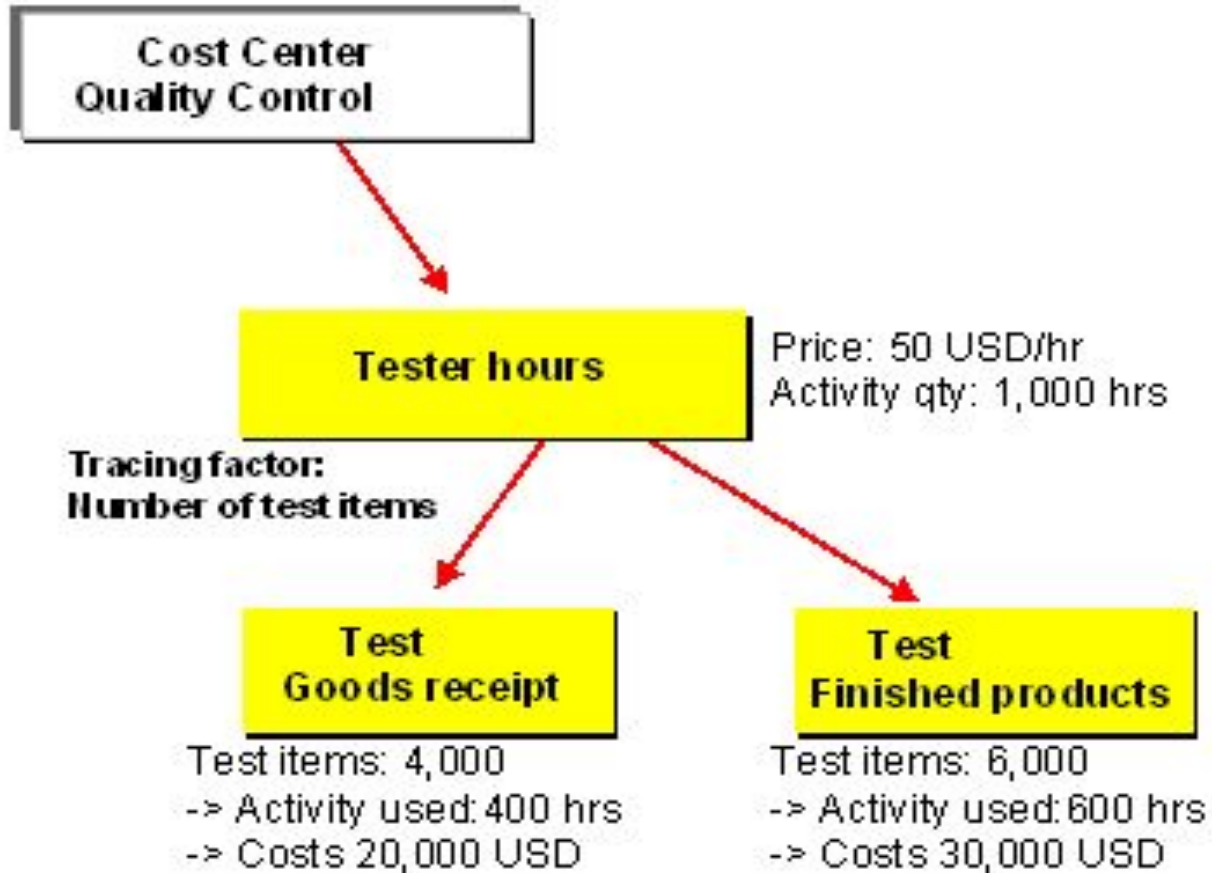 Cost Center
Quality Control
Tester hours
Price: 50 USD/hr
Activity qty: 1,000 hrs
Tracing factor:
Number of test items
Test
Goods receipt
Test items: 4,000
-> Activity used: 400 hrs
-> Costs 20,000 USD
Test
Finished products
Test items: 6,000
-> Activity used: 600 hrs
-> Costs 30,000 USD